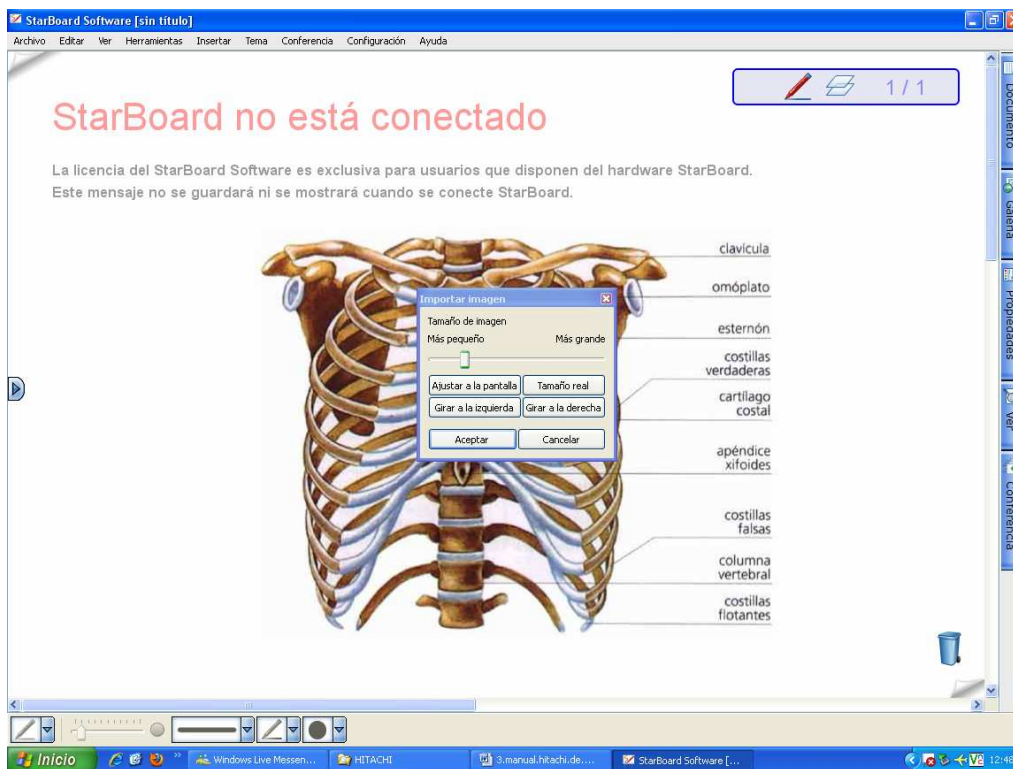 StarBoard Software [sin título]
Archivo Editar Ver Herramientas Insertar Tema Conferencia Configuración Ayuda
1 / 1
StarBoard no está conectado
La licencia del StarBoard Software es exclusiva para usuarios que disponen del hardware StarBoard.
Este mensaje no se guardará ni se mostrará cuando se conecte StarBoard.
Documento
Galería
Propiedades
Ver
Conferencia
clavícula
omóplato
esternón
costillas
verdaderas
cartílago
costal
apéndice
xifoides
costillas
falsas
columna
vertebral
costillas
flotantes
Importar imagen
Tamaño de imagen
Más pequeño Más grande
Ajustar a la pantalla Tamaño real
Girar a la izquierda Girar a la derecha
Aceptar Cancelar
Inicio Windows Live Messen... HITACHI 3.manual.hitachi.de.... StarBoard Software [... 12:48